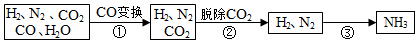 H₂、N₂、CO₂
CO、H₂O
CO变换
①
H₂、N₂
CO₂
脱除CO₂
②
H₂、N₂
③
NH₃